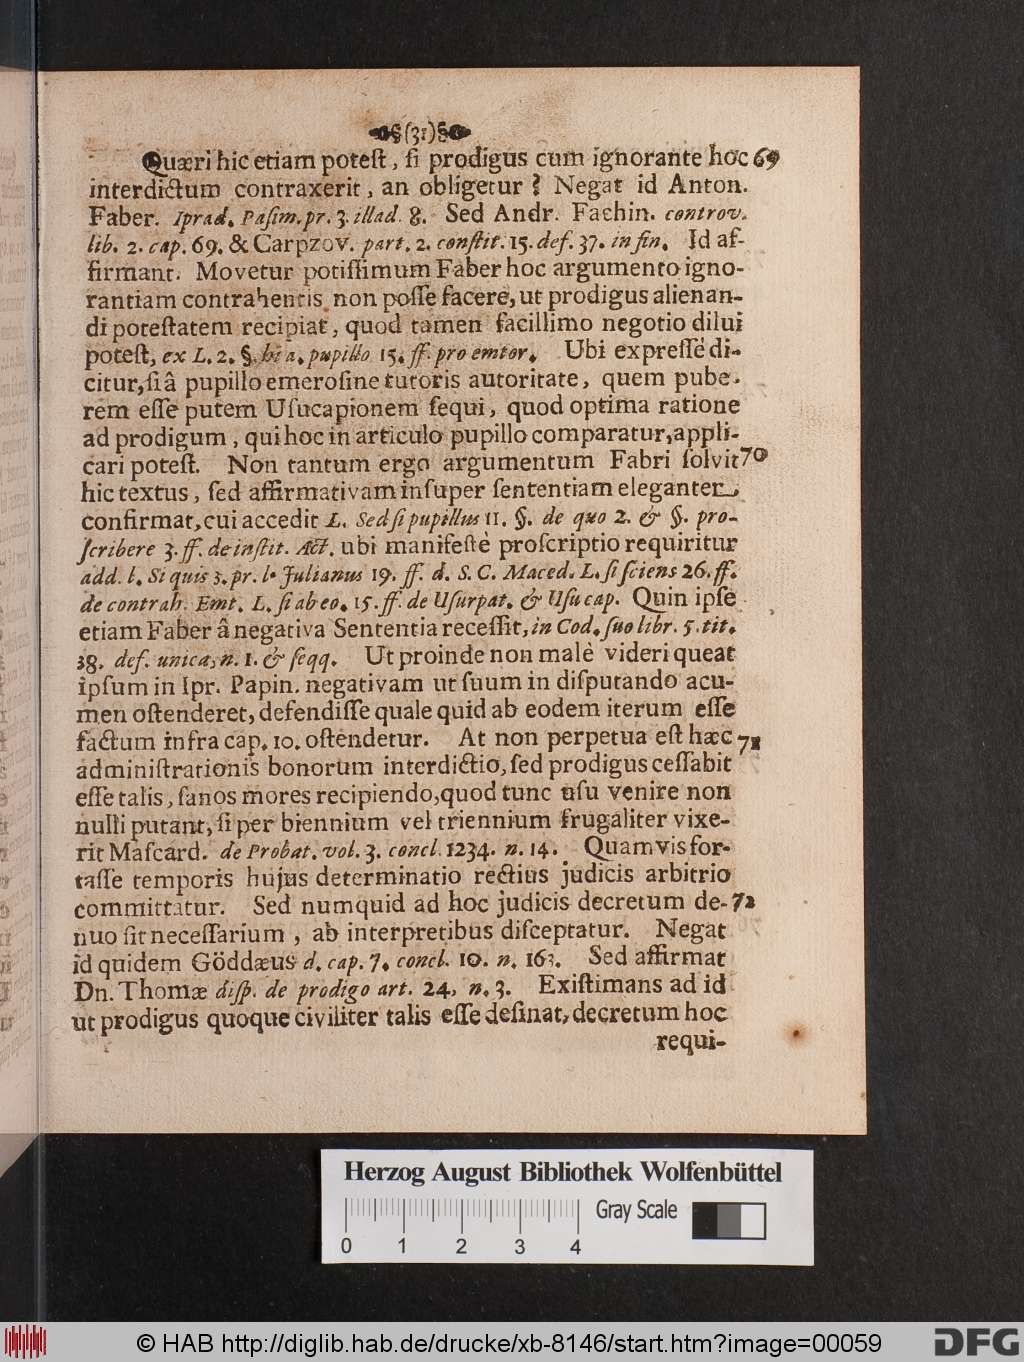 §(31)§
Quæri hic etiam potest, si prodigus cum ignorante hoc 69
interdictum contraxerit, an obligetur? Negat id Anton.
Faber. Iprad. Pasim. pr. 3. illad. 8. Sed Andr. Fachin. controv.
lib. 2. cap. 69. & Carpzov. part. 2. constit. 15. def. 37. in fin. Id af-
firmant. Movetur potissimum Faber hoc argumento igno-
rantiam contrahentis non posse facere, ut prodigus alienan-
di potestatem recipiat, quod tamen facillimo negotio dilui
potest, ex L. 2. §. si a. pupillo 15. ff. pro emtor. Ubi expressè di-
citur, si â pupillo emero sine tutoris autoritate, quem pube-
rem esse putem Usucapionem sequi, quod optima ratione
ad prodigum, qui hoc in articulo pupillo comparatur, appli-
cari potest. Non tantum ergo argumentum Fabri solvit 70
hic textus, sed affirmativam insuper sententiam eleganter
confirmat, cui accedit L. Sed si pupillus 11. §. de quo 2. & §. pro-
scribere 3. ff. de instit. Act. ubi manifestè proscriptio requiritur
add. l. Si quis 3. pr. l. Julianus 19. ff. d. S. C. Maced. L. si sciens 26. ff.
de contrah. Emt. L. si ab eo. 15. ff. de Usurpat. & Usucap. Quin ipse
etiam Faber â negativa Sententia recessit, in Cod. suo libr. 5. tit.
38. def. unica, n. 1. & seqq. Ut proinde non malè videri queat
ipsum in Ipr. Papin. negativam ut suum in disputando acu-
men ostenderet, defendisse quale quid ab eodem iterum esse
factum infra cap. 10. ostendetur. At non perpetua est hæc 71
administrationis bonorum interdictio, sed prodigus cessabit
esse talis, sanos mores recipiendo, quod tunc usu venire non
nulli putant, si per biennium vel triennium frugaliter vixe-
rit Mascard. de Probat. vol. 3. concl. 1234. n. 14. Quamvis for-
tasse temporis hujus determinatio rectius judicis arbitrio
committatur. Sed numquid ad hoc judicis decretum de- 72
nuo sit necessarium, ab interpretibus disceptatur. Negat
id quidem Göddæus d. cap. 7. concl. 10. n. 163. Sed affirmat
Dn. Thomæ disp. de prodigo art. 24, n. 3. Existimans ad id
ut prodigus quoque civiliter talis esse desinat, decretum hoc
requi-
Herzog August Bibliothek Wolfenbüttel
Gray Scale
0 1 2 3 4
© HAB http://diglib.hab.de/drucke/xb-8146/start.htm?image=00059
DFG